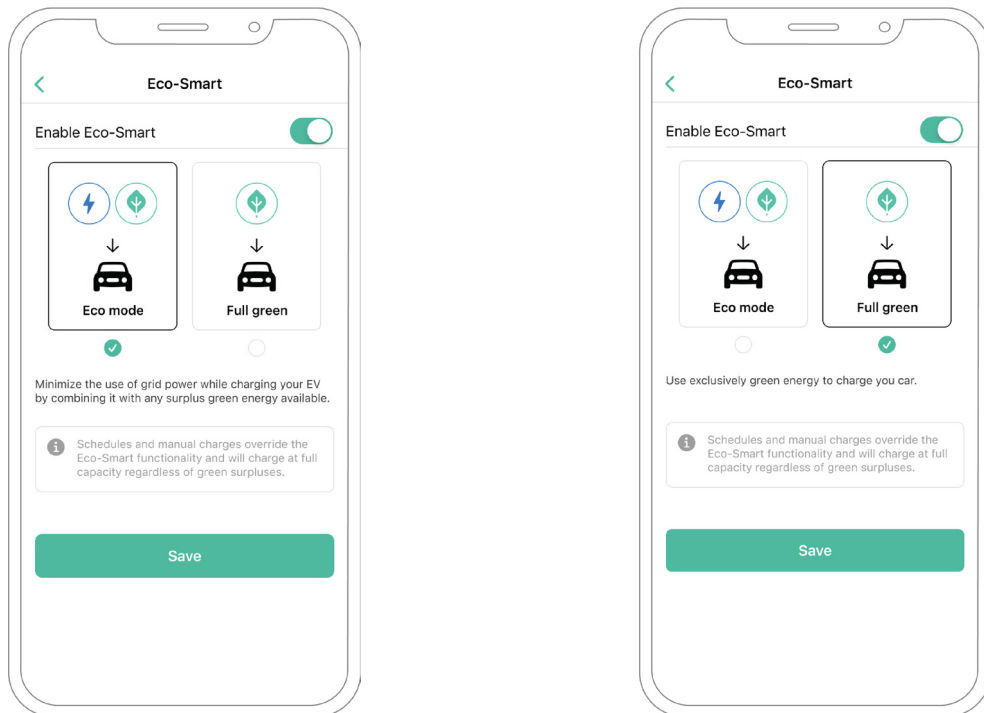 Eco-Smart
Enable Eco-Smart
Eco mode
Full green
Minimize the use of grid power while charging your EV
by combining it with any surplus green energy available.
Schedules and manual charges override the
Eco-Smart functionality and will charge at full
capacity regardless of green surpluses.
Save
Eco-Smart
Enable Eco-Smart
Eco mode
Full green
Use exclusively green energy to charge you car.
Schedules and manual charges override the
Eco-Smart functionality and will charge at full
capacity regardless of green surpluses.
Save